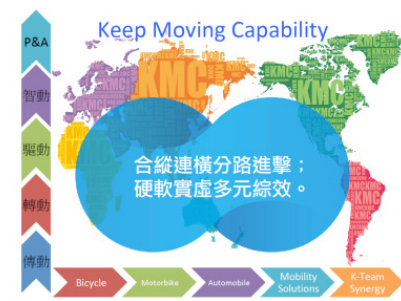 Keep Moving Capability
P&A
智動
驅動
轉動
傳動
KMC
合縱連橫分路進擊；
硬軟實虛多元綜效。
Bicycle
Motorbike
Automobile
Mobility
Solutions
K-Team
Synergy